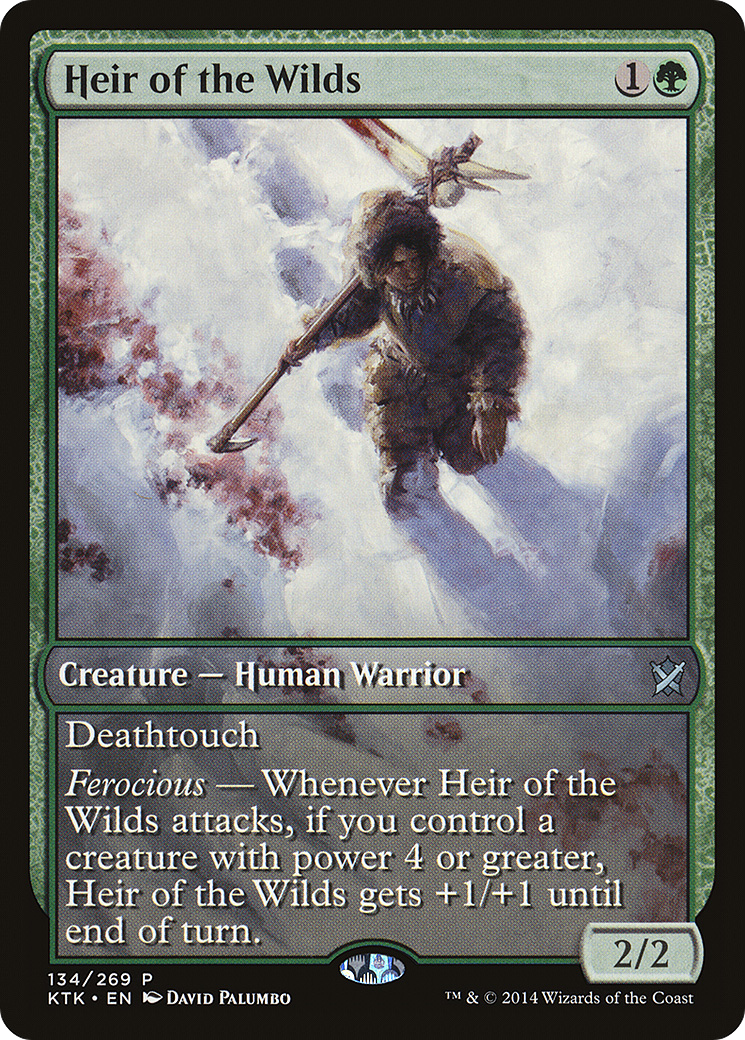 Heir of the Wilds
1
Creature — Human Warrior
Deathtouch
Ferocious — Whenever Heir of the
Wilds attacks, if you control a
creature with power 4 or greater,
Heir of the Wilds gets +1/+1 until
end of turn.
2/2
134/269 P
KTK • EN DAVID PALUMBO
™ & © 2014 Wizards of the Coast